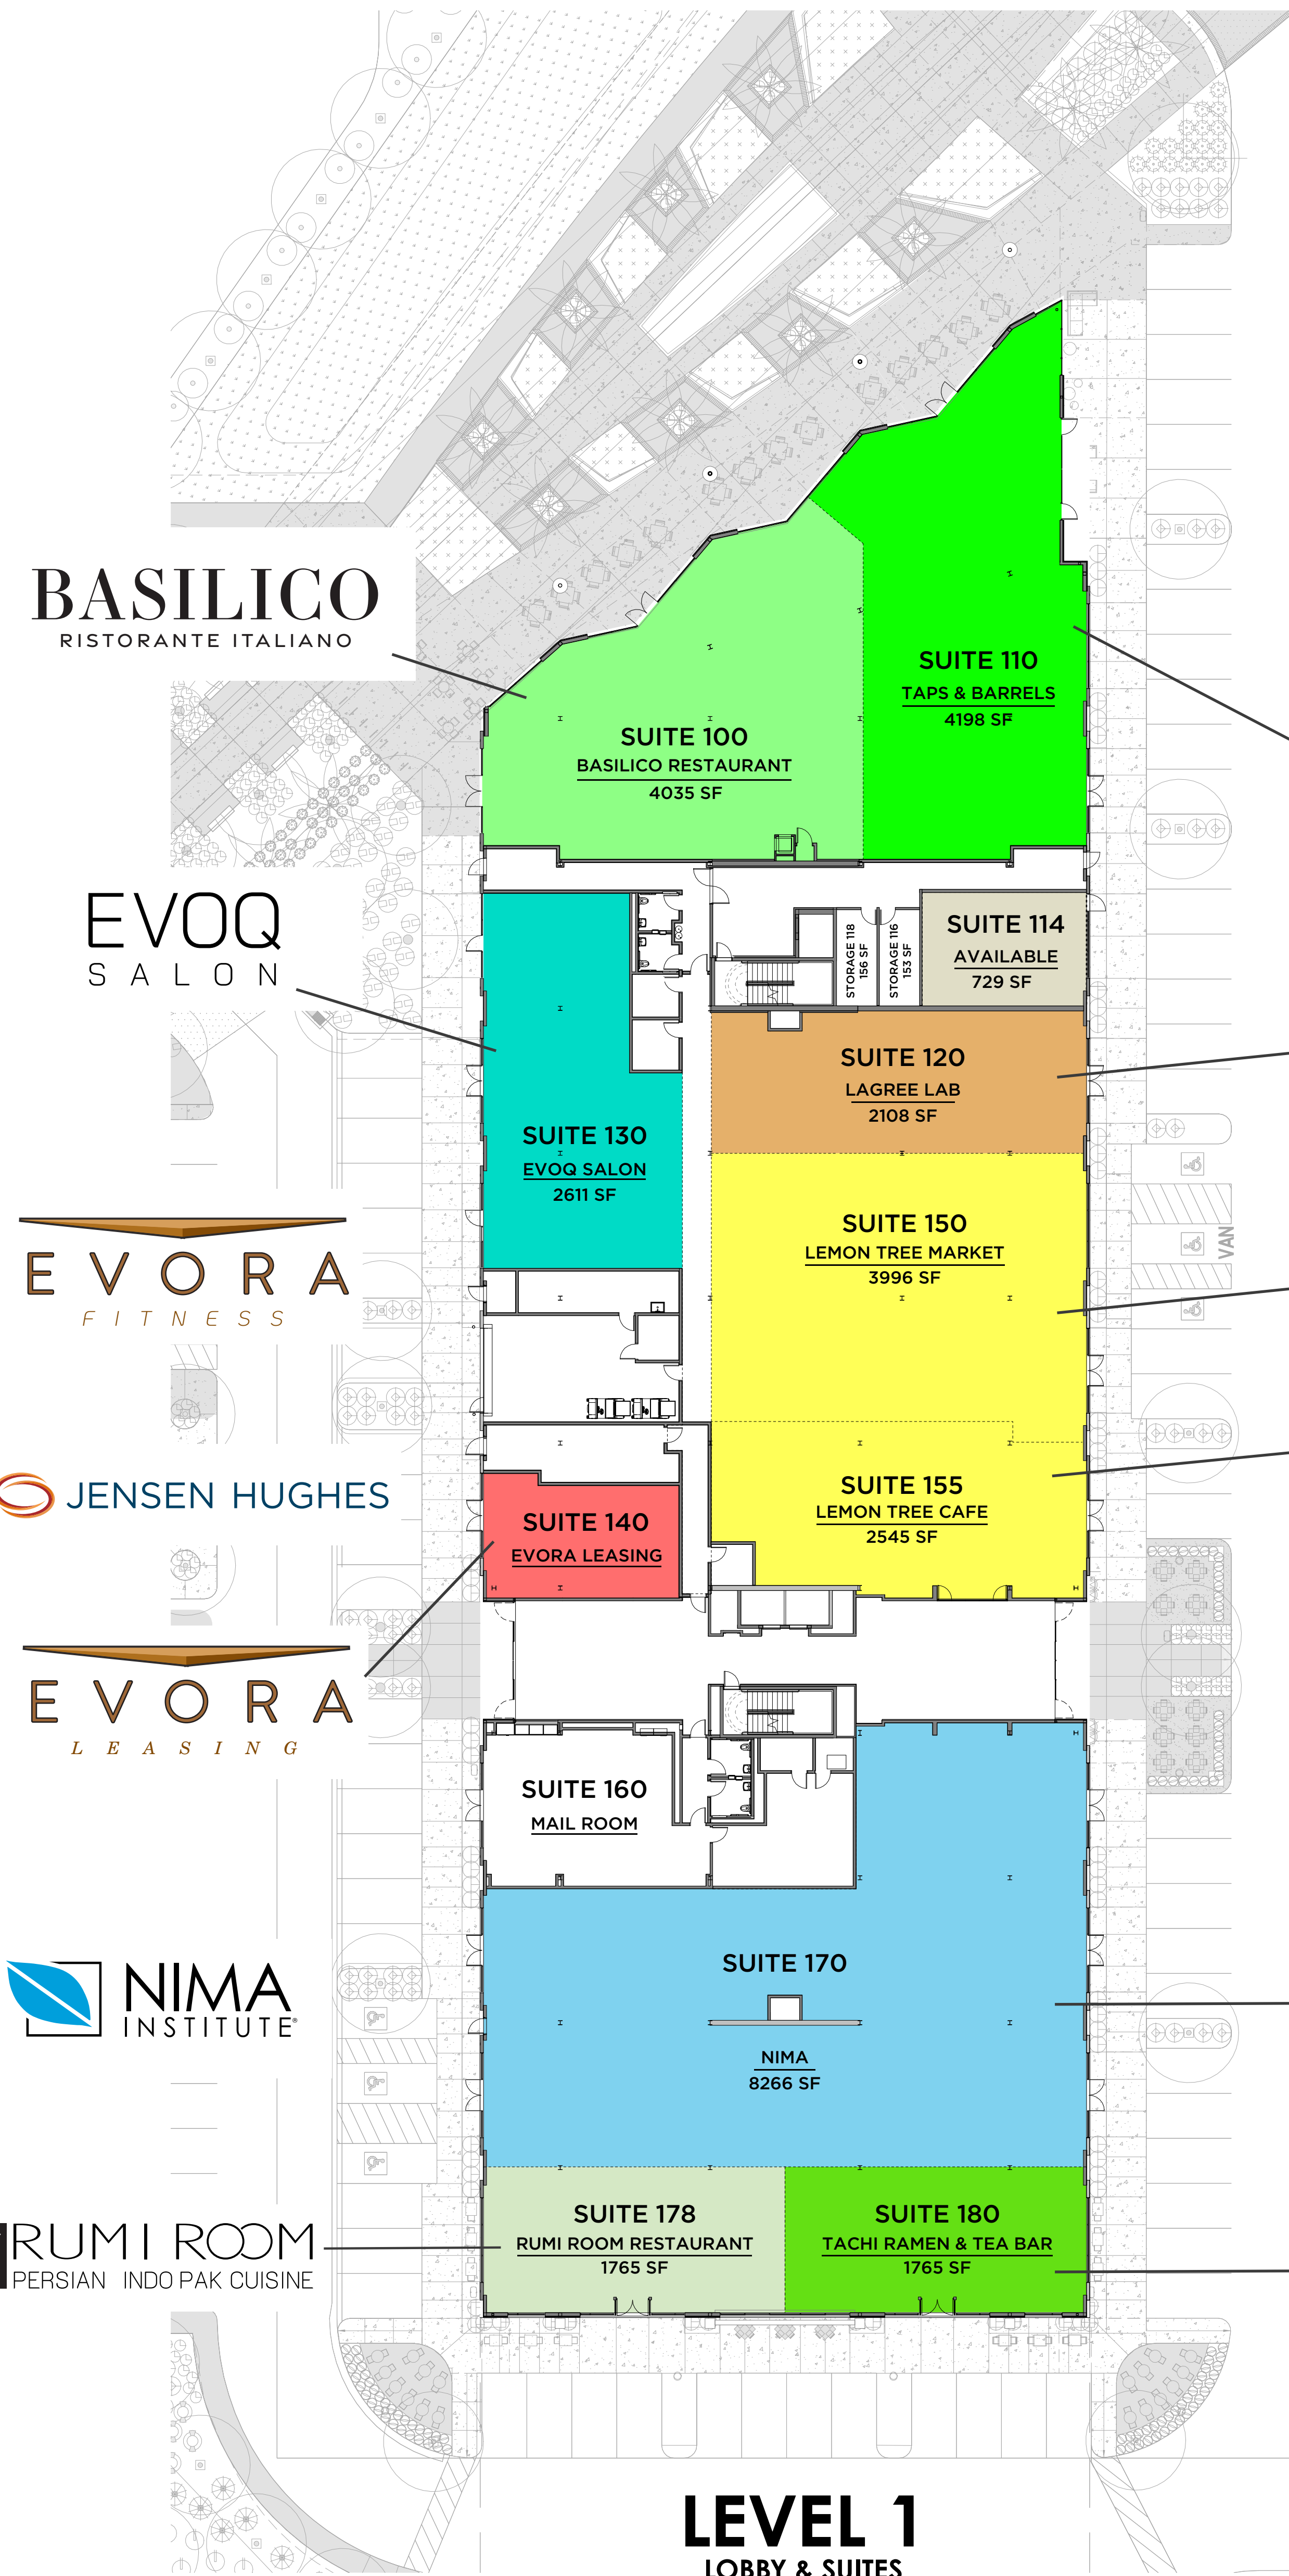 BASILICO
RISTORANTE ITALIANO
SUITE 110
TAPS & BARRELS
4198 SF
SUITE 100
BASILICO RESTAURANT
4035 SF
EVOQ
SALON
STORAGE 118
156 SF
STORAGE 116
153 SF
SUITE 114
AVAILABLE
729 SF
SUITE 120
LAGREE LAB
2108 SF
SUITE 130
EVOQ SALON
2611 SF
SUITE 150
LEMON TREE MARKET
3996 SF
VAN
EVORA
FITNESS
JENSEN HUGHES
SUITE 155
LEMON TREE CAFE
2545 SF
SUITE 140
EVORA LEASING
EVORA
LEASING
SUITE 160
MAIL ROOM
SUITE 170
NIMA
8266 SF
NIMA
INSTITUTE®
RUMI ROOM
PERSIAN INDO PAK CUISINE
SUITE 178
RUMI ROOM RESTAURANT
1765 SF
SUITE 180
TACHI RAMEN & TEA BAR
1765 SF
LEVEL 1
LOBBY & SUITES